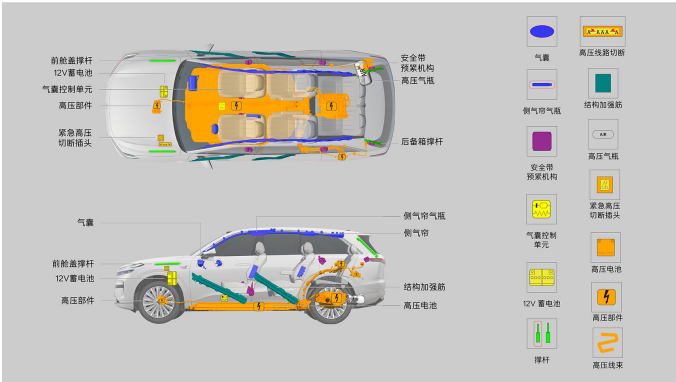 前舱盖撑杆
12V蓄电池
气囊控制单元
高压部件
紧急高压
切断插头
安全带
预紧机构
高压气瓶
后备箱撑杆
气囊
前舱盖撑杆
12V蓄电池
高压部件
侧气帘气瓶
侧气帘
结构加强筋
高压电池
气囊
高压线路切断
侧气帘气瓶
结构加强筋
安全带
预紧机构
高压气瓶
气囊控制
单元
紧急高压
切断插头
12V 蓄电池
高压电池
撑杆
高压部件
高压线束